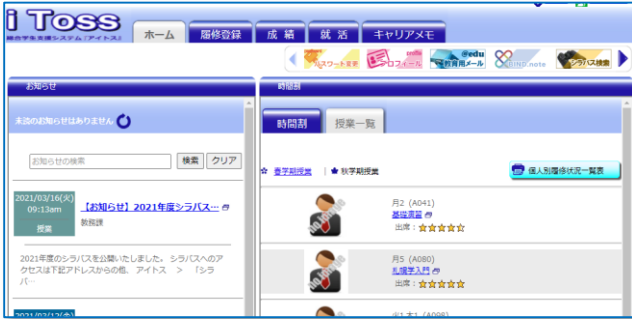 i Toss
総合学生支援システム「アイトス」
ホーム 履修登録 成 績 就 活 キャリアメモ
パスワード変更 プロフィール @edu 教育用メール BIND.note シラバス検索
お知らせ
未読のお知らせはありません
お知らせの検索 検索 クリア
2021/03/16(火)
09:13am
授業
【お知らせ】2021年度シラバス…
教務課
2021年度のシラバスを公開いたしました。 シラバスへのア
クセスは下記アドレスからの他、 アイトス > 「シラ
バ…
時間割
時間割 授業一覧
☆ 春学期授業 | ★ 秋学期授業
個人別履修状況一覧表
月2 (A041)
基礎演習
出席:☆☆☆☆☆
月5 (A080)
札幌学入門
出席:☆☆☆☆☆